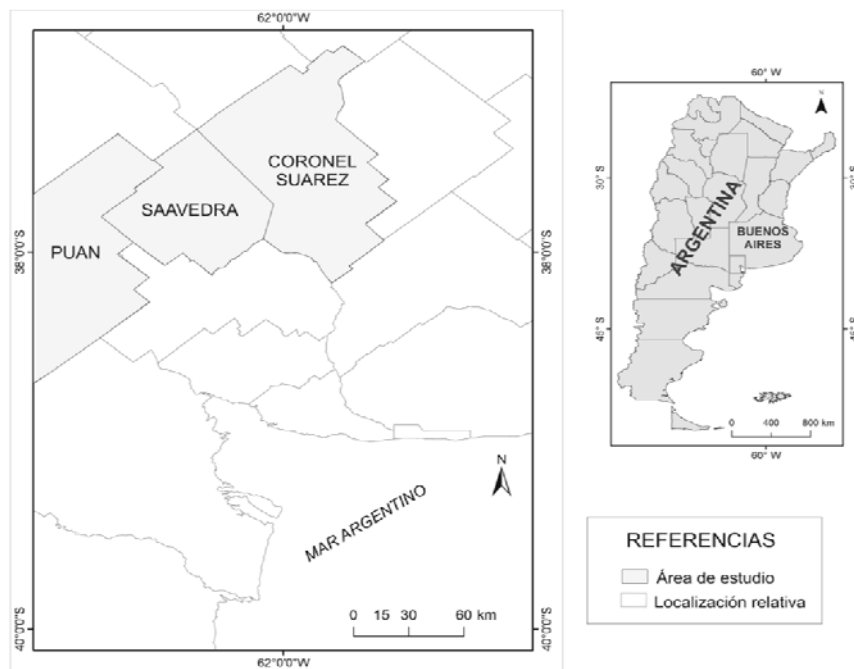 62°0'0"W
CORONEL
SUAREZ
SAAVEDRA
PUAN
38°0'0"S
38°0'0"S
N
MAR ARGENTINO
0 15 30 60 km
40°0'0"S
40°0'0"S
62°0'0"W
60° W
N
30° S
30° S
ARGENTINA
BUENOS
AIRES
45° S
45° S
0 400 800 km
60° W
REFERENCIAS
Área de estudio
Localización relativa